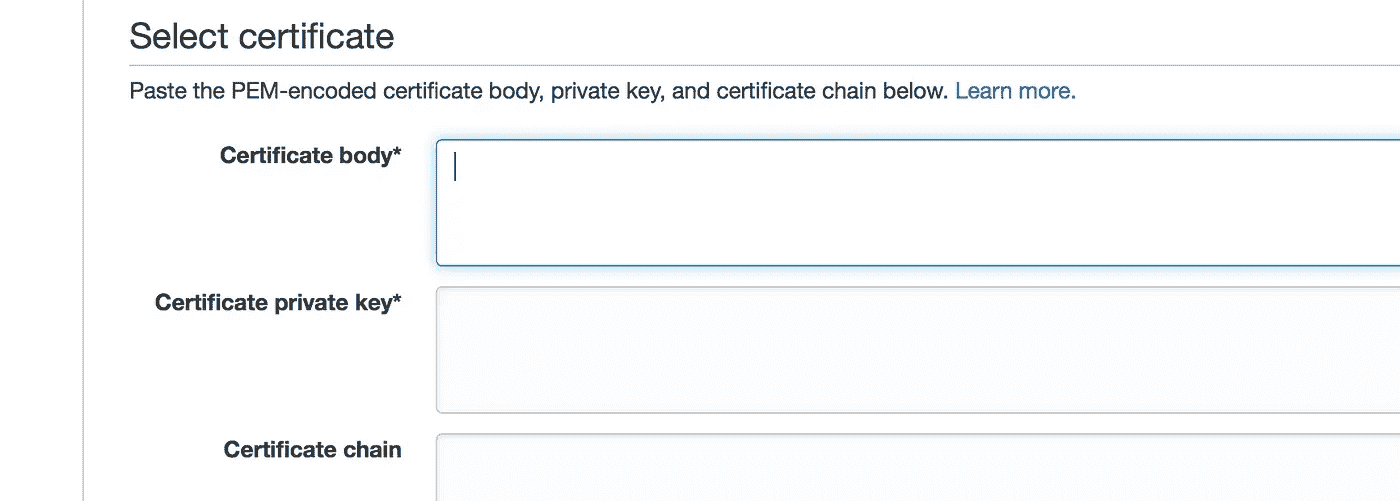 Select certificate
Paste the PEM-encoded certificate body, private key, and certificate chain below. Learn more.
Certificate body*
Certificate private key*
Certificate chain